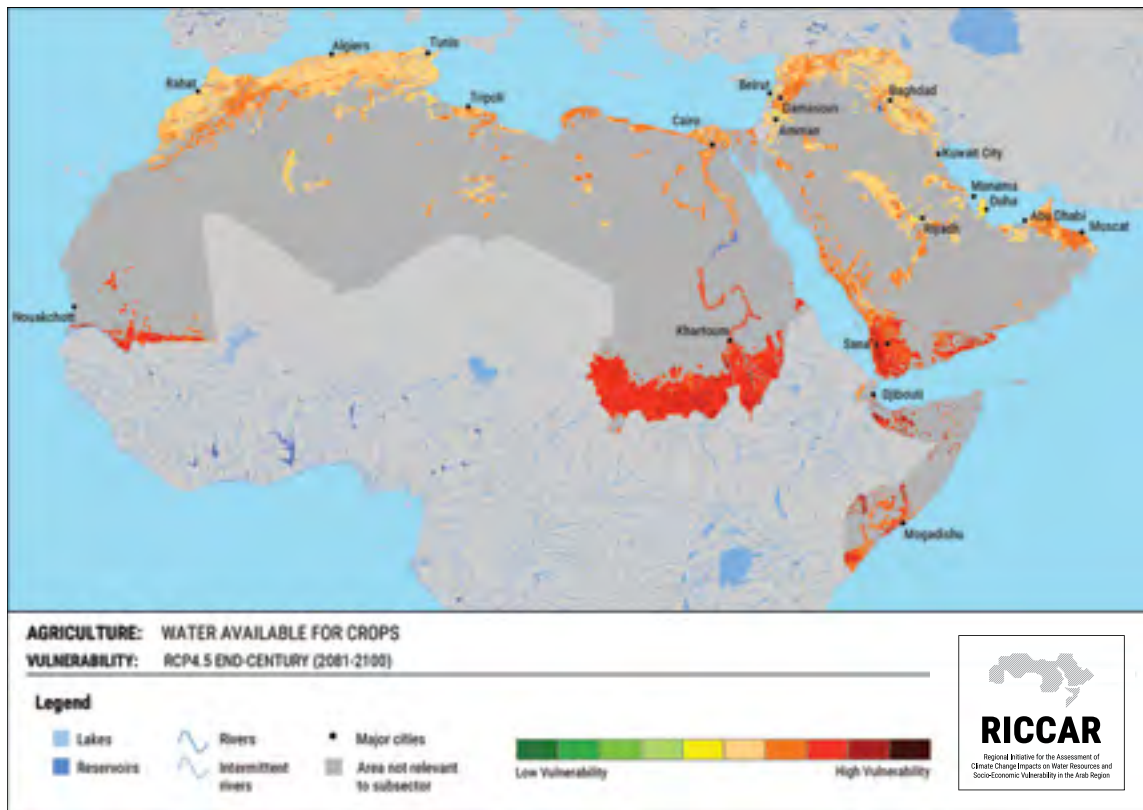 Algiers
Tunis
Rabat
Tripoli
Beirut
Damascus
Baghdad
Cairo
Amman
Kuwait City
Manama
Doha
Abu Dhabi
Riyadh
Muscat
Nouakchott
Khartoum
Sana'a
Djibouti
Mogadishu
AGRICULTURE: WATER AVAILABLE FOR CROPS
VULNERABILITY: RCP4.5 END-CENTURY (2081-2100)
Legend
Lakes
Rivers
Major cities
Reservoirs
Intermittent
rivers
Area not relevant
to subsector
Low Vulnerability
High Vulnerability
RICCAR
Regional Initiative for the Assessment of
Climate Change Impacts on Water Resources and
Socio-Economic Vulnerability in the Arab Region